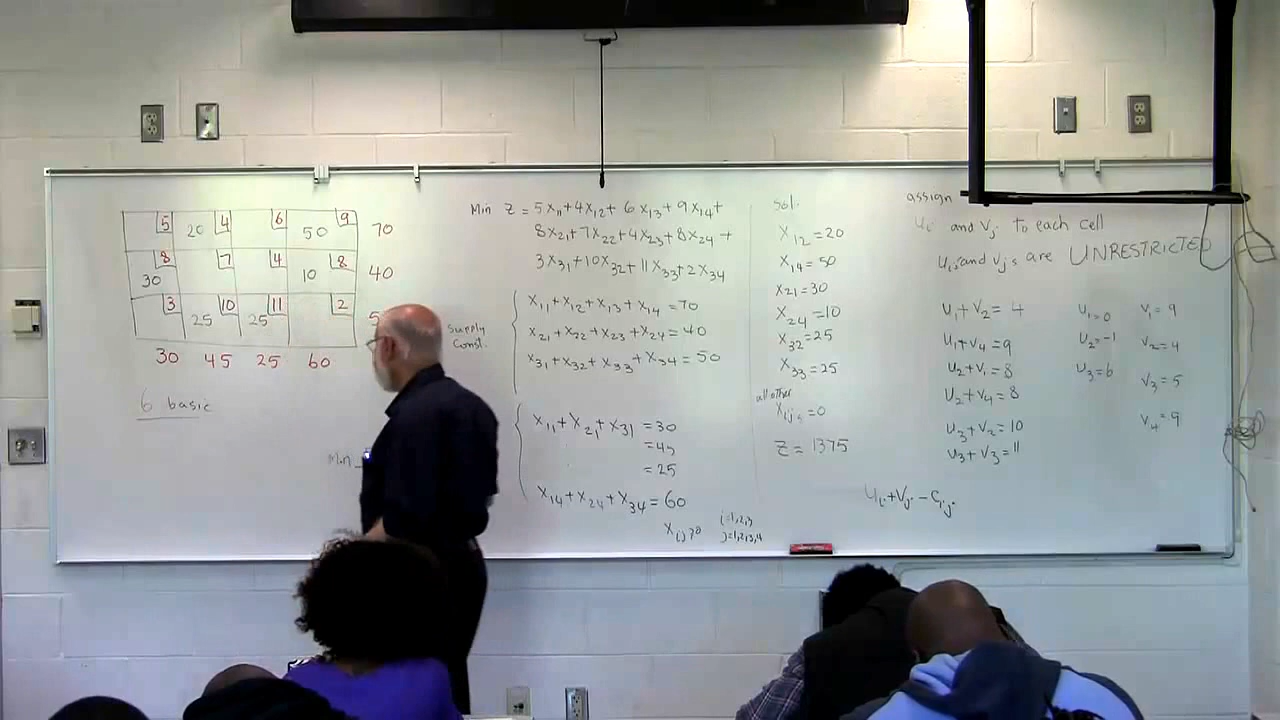 5 20 4 6 50 9 70
30 8 7 4 10 8 40
3 25 10 25 11 2 5
30 45 25 60
6 basic
Min
Min Z = 5X₁₁+4X₁₂+ 6X₁₃+9X₁₄+
8X₂₁+7X₂₂+4X₂₃+8X₂₄ +
3X₃₁+10X₃₂+11X₃₃+2X₃₄
X₁₁+X₁₂+X₁₃+X₁₄=70
X₂₁+X₂₂+X₂₃+X₂₄=40
X₃₁+X₃₂+X₃₃+X₃₄=50
Supply
Const.
X₁₁+X₂₁+X₃₁=30
=45
=25
X₁₄+X₂₄+X₃₄=60
Xij≥0 i=1,2,3
j=1,2,3,4
Sol.
X₁₂=20
X₁₄=50
X₂₁=30
X₂₄=10
X₃₂=25
X₃₃=25
all other
Xij s=0
Z=1375
assign
Ui and Vj to each cell
Ui s and Vj s are UNRESTRICTED
U₁+V₂=4
U₁+V₄=9
U₂+V₁=8
U₂+V₄=8
U₃+V₂=10
U₃+V₃=11
U₁=0
U₂=-1
U₃=6
V₁=9
V₂=4
V₃=5
V₄=9
Ui+Vj-Cij